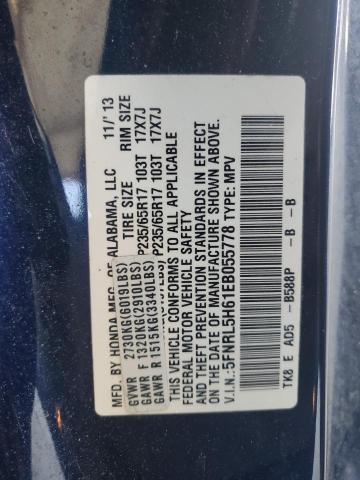 MFD. BY HONDA MFG. OF ALABAMA, LLC 11/'13
TIRE SIZE RIM SIZE
GVWR 2730KG(6019LBS)
GAWR F 1320KG(2910LBS) P235/65R17 103T 17X7J
GAWR R 1515KG(3340LBS) P235/65R17 103T 17X7J
THIS VEHICLE CONFORMS TO ALL APPLICABLE
FEDERAL MOTOR VEHICLE SAFETY
AND THEFT PREVENTION STANDARDS IN EFFECT
ON THE DATE OF MANUFACTURE SHOWN ABOVE.
V.I.N.: 5FNRL5H61EB055778 TYPE: MPV
TK8 E AD5 -B588P -B -B